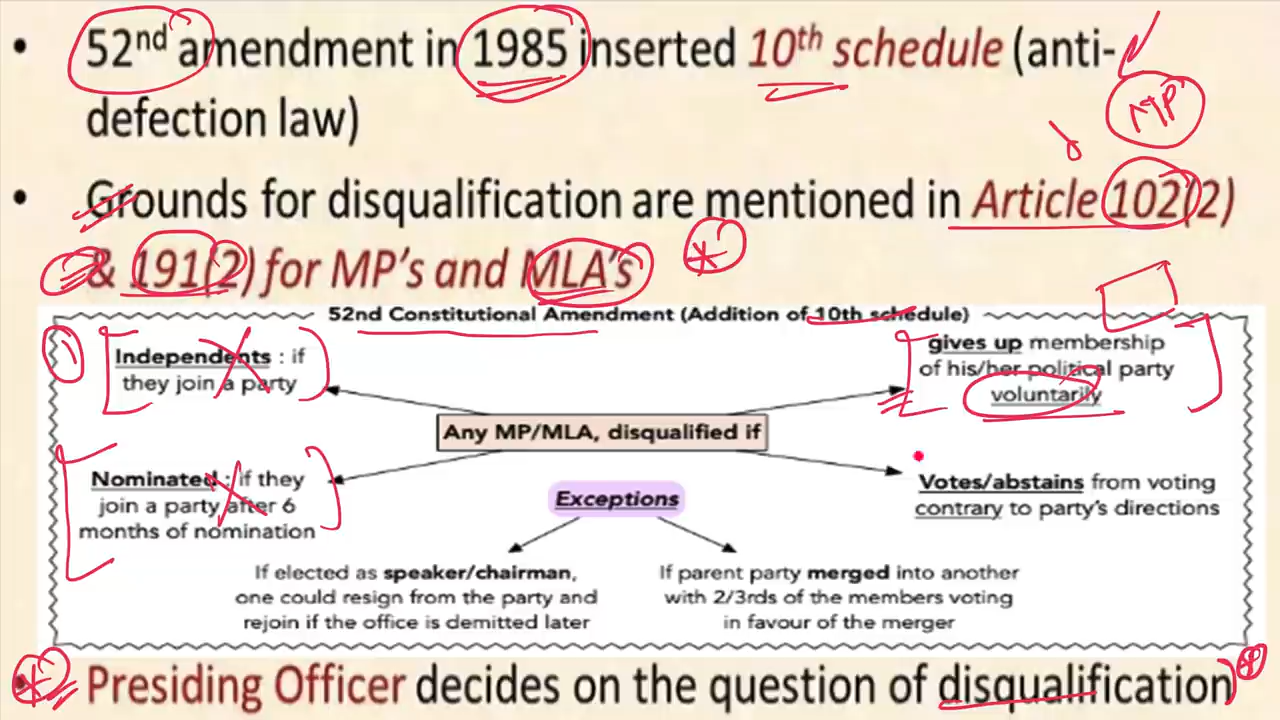 • 52nd amendment in 1985 inserted 10th schedule (anti-
defection law)
MP
• Grounds for disqualification are mentioned in Article 102(2)
& 191(2) for MP's and MLA's
52nd Constitutional Amendment (Addition of 10th schedule)
Independents : if
they join a party
gives up membership
of his/her political party
voluntarily
Any MP/MLA, disqualified if
Nominated : if they
join a party after 6
months of nomination
Votes/abstains from voting
contrary to party's directions
Exceptions
If elected as speaker/chairman,
one could resign from the party and
rejoin if the office is demitted later
If parent party merged into another
with 2/3rds of the members voting
in favour of the merger
• Presiding Officer decides on the question of disqualification